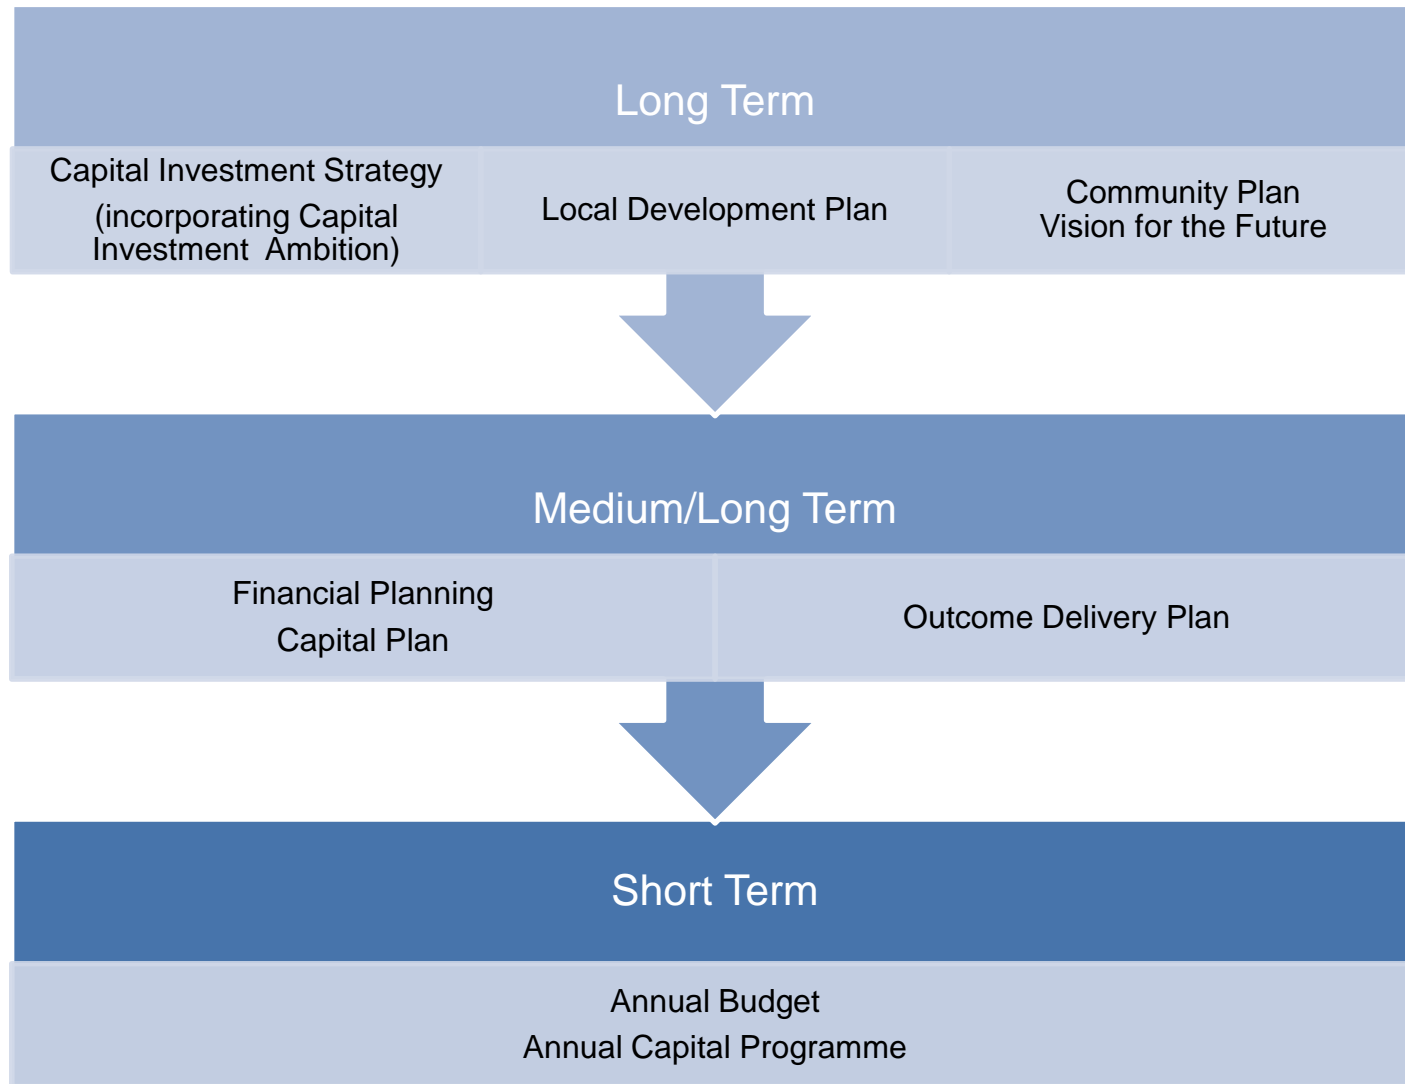 Long Term
Capital Investment Strategy
(incorporating Capital
Investment Ambition)
Local Development Plan
Community Plan
Vision for the Future
Medium/Long Term
Financial Planning
Capital Plan
Outcome Delivery Plan
Short Term
Annual Budget
Annual Capital Programme